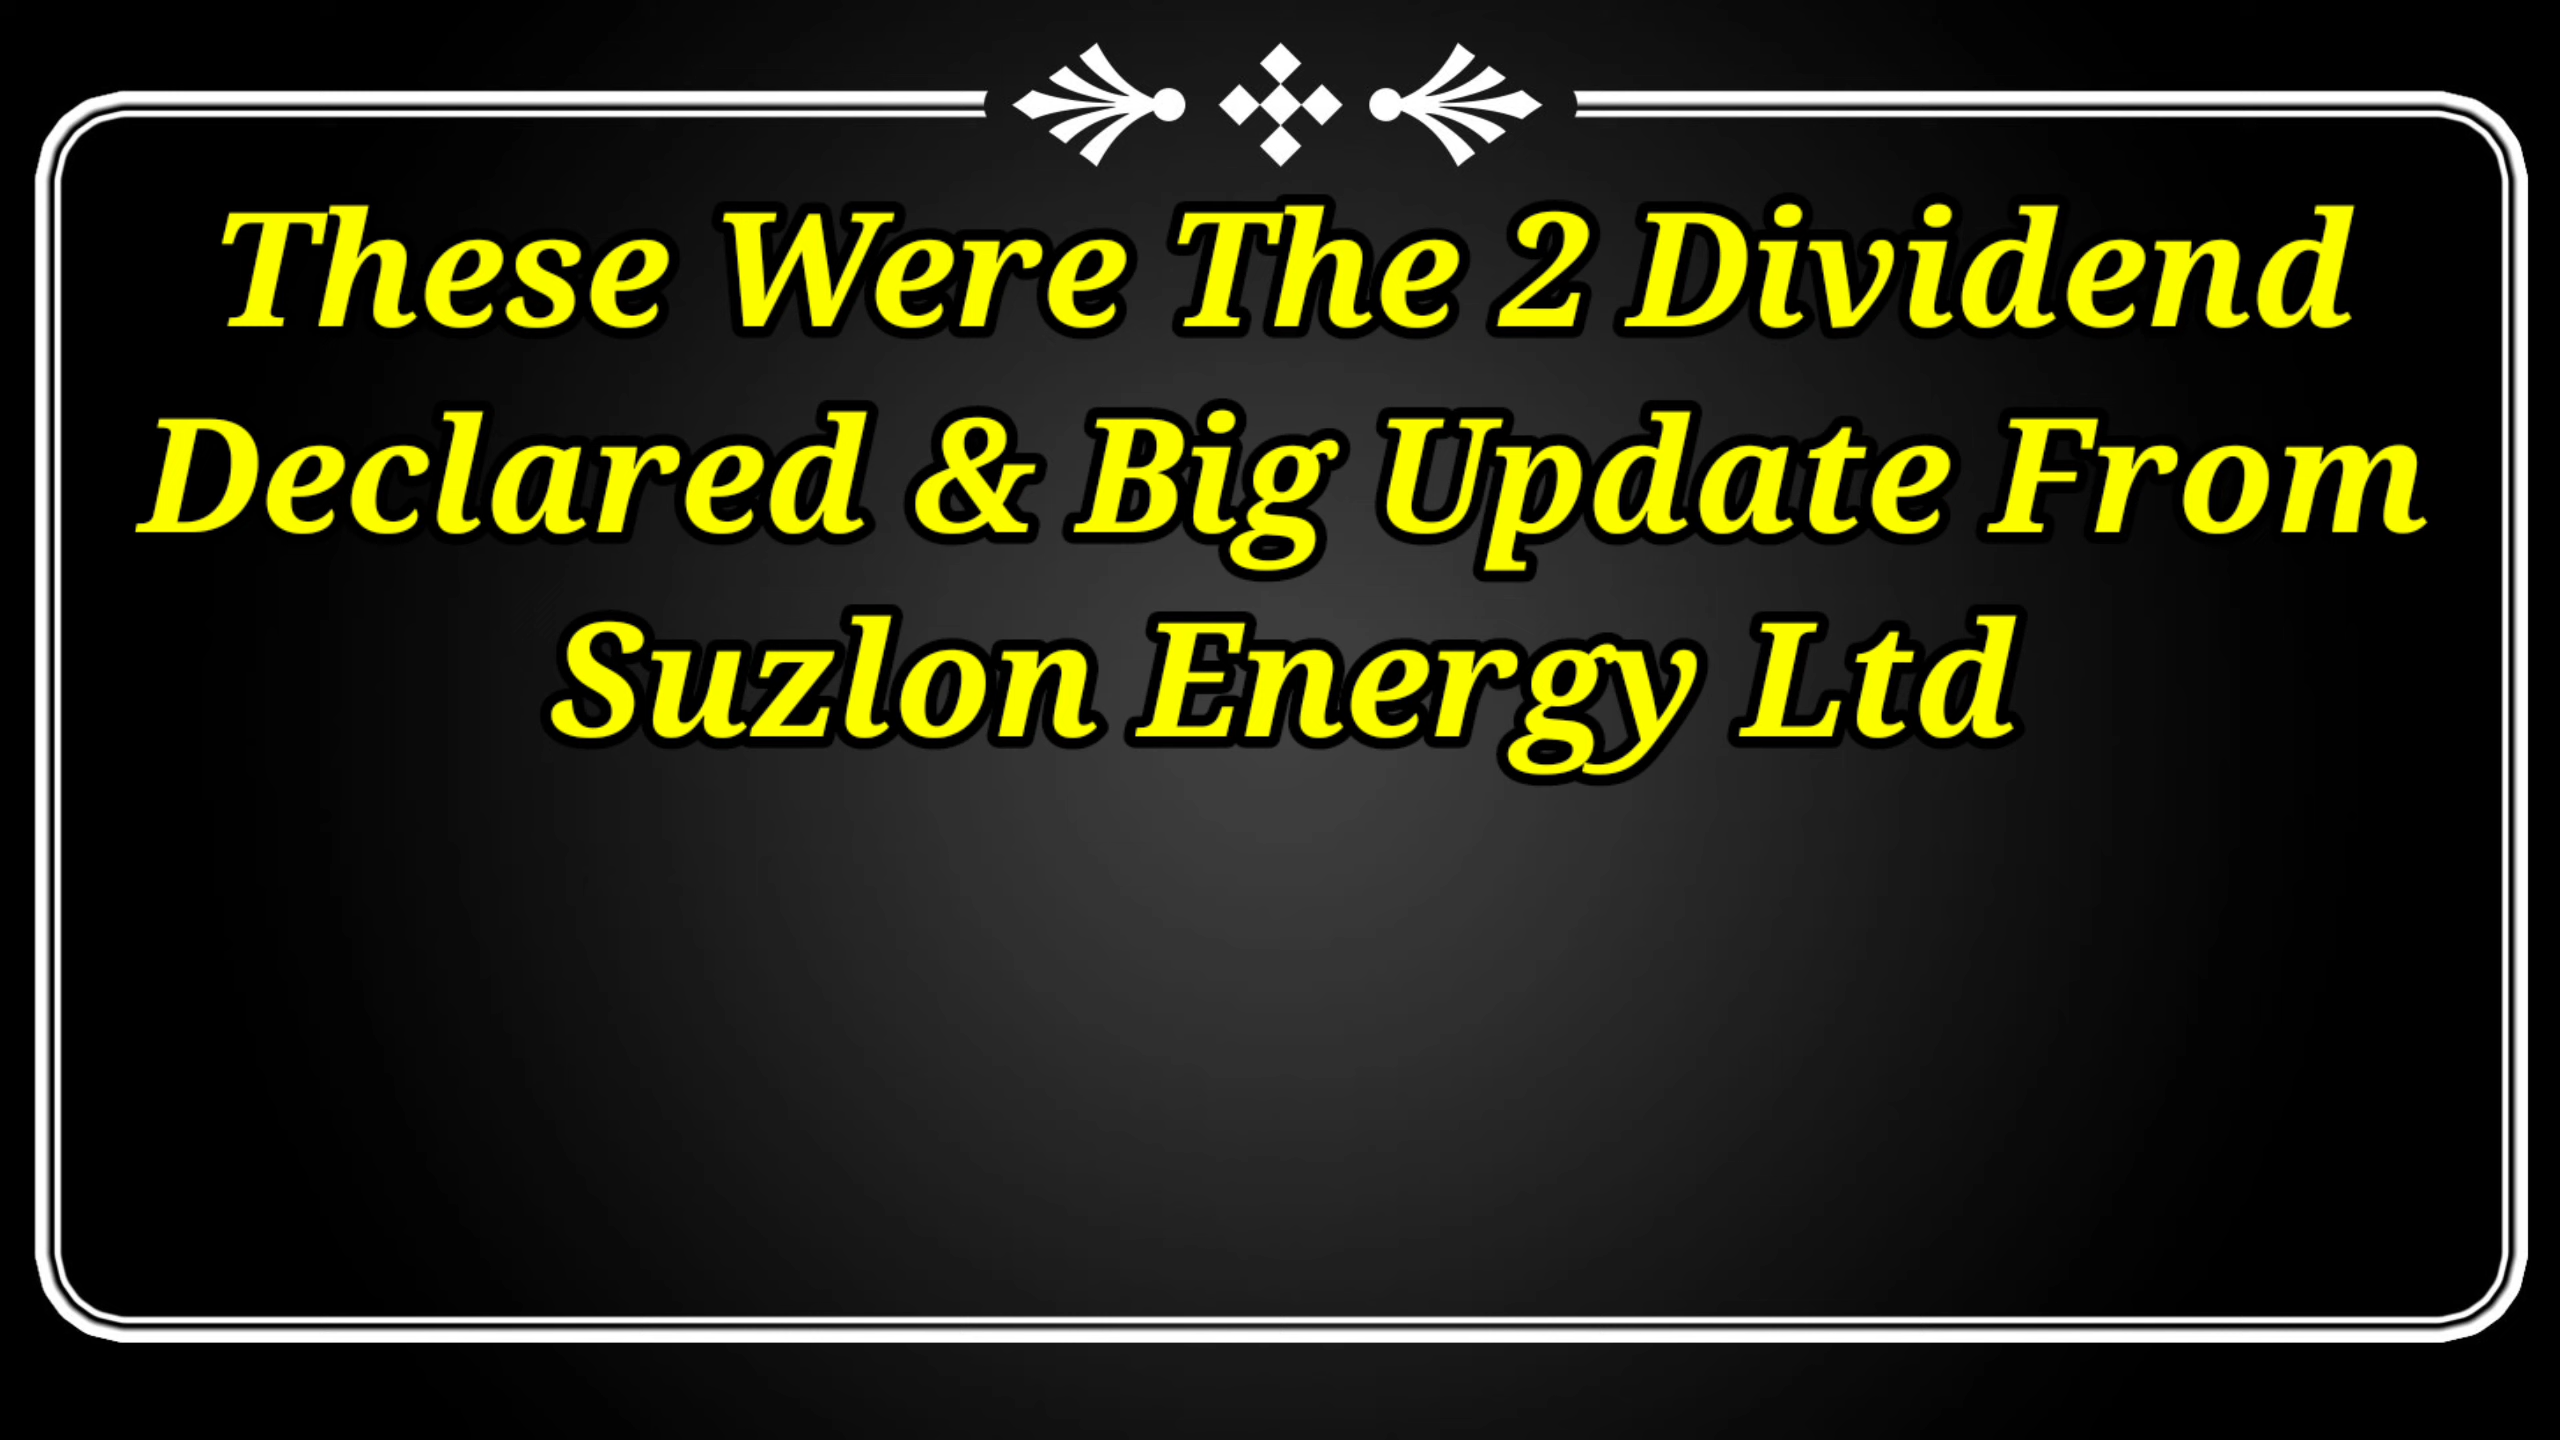 These Were The 2 Dividend
Declared & Big Update From
Suzlon Energy Ltd